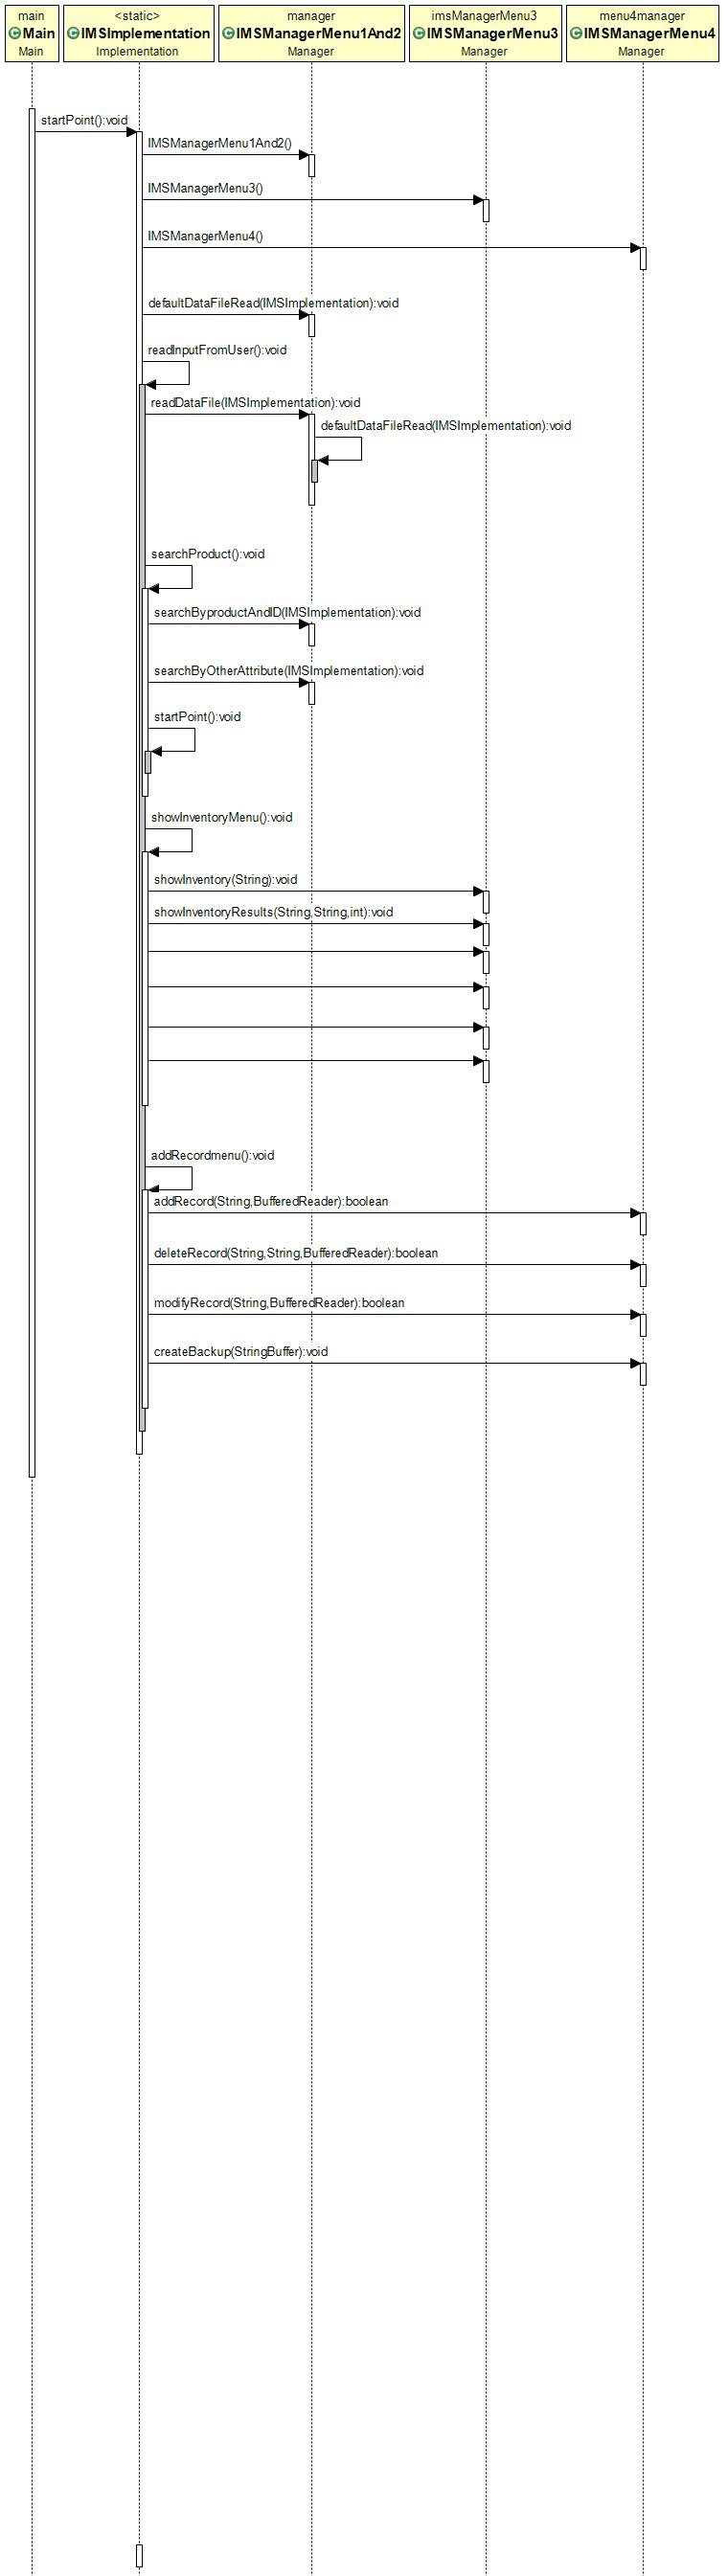 main
Main
Main
<static>
IMSImplementation
Implementation
manager
IMSManagerMenu1And2
Manager
imsManagerMenu3
IMSManagerMenu3
Manager
menu4manager
IMSManagerMenu4
Manager
startPoint():void
IMSManagerMenu1And2()
IMSManagerMenu3()
IMSManagerMenu4()
defaultDataFileRead(IMSImplementation):void
readInputFromUser():void
readDataFile(IMSImplementation):void
defaultDataFileRead(IMSImplementation):void
searchProduct():void
searchByproductAndID(IMSImplementation):void
searchByOtherAttribute(IMSImplementation):void
startPoint():void
showInventoryMenu():void
showInventory(String):void
showInventoryResults(String,String,int):void
addRecordmenu():void
addRecord(String,BufferedReader):boolean
deleteRecord(String,String,BufferedReader):boolean
modifyRecord(String,BufferedReader):boolean
createBackup(StringBuffer):void